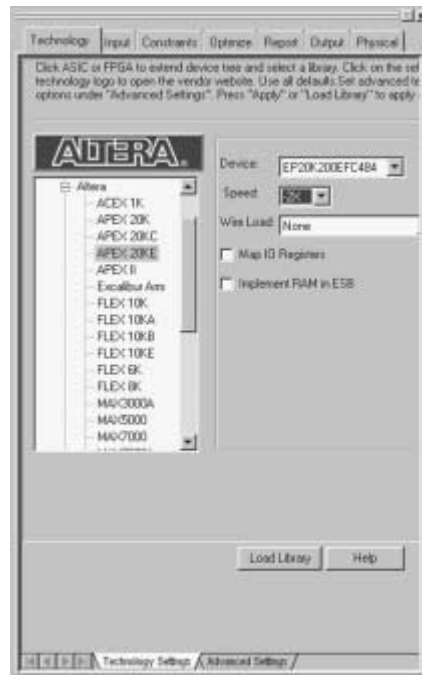 Technology Input Constraints Optimize Report Output Physical
Click ASIC or FPGA to extend device tree and select a library. Click on the sel
technology logo to open the vendor website. Use all defaults. Set advanced te
options under "Advanced Settings". Press "Apply" or "Load Library" to apply
ALTERA
Device: EP20K200EFC484
Speed:
Wire Load: None
Map IO Registers
Implement RAM in ESB
Altera
ACEX 1K
APEX 20K
APEX 20KC
APEX 20KE
APEX II
Excalibur Arm
FLEX 10K
FLEX 10KA
FLEX 10KB
FLEX 10KE
FLEX 6K
FLEX 8K
MAX3000A
MAX5000
MAX7000
Load Library Help
Technology Settings Advanced Settings